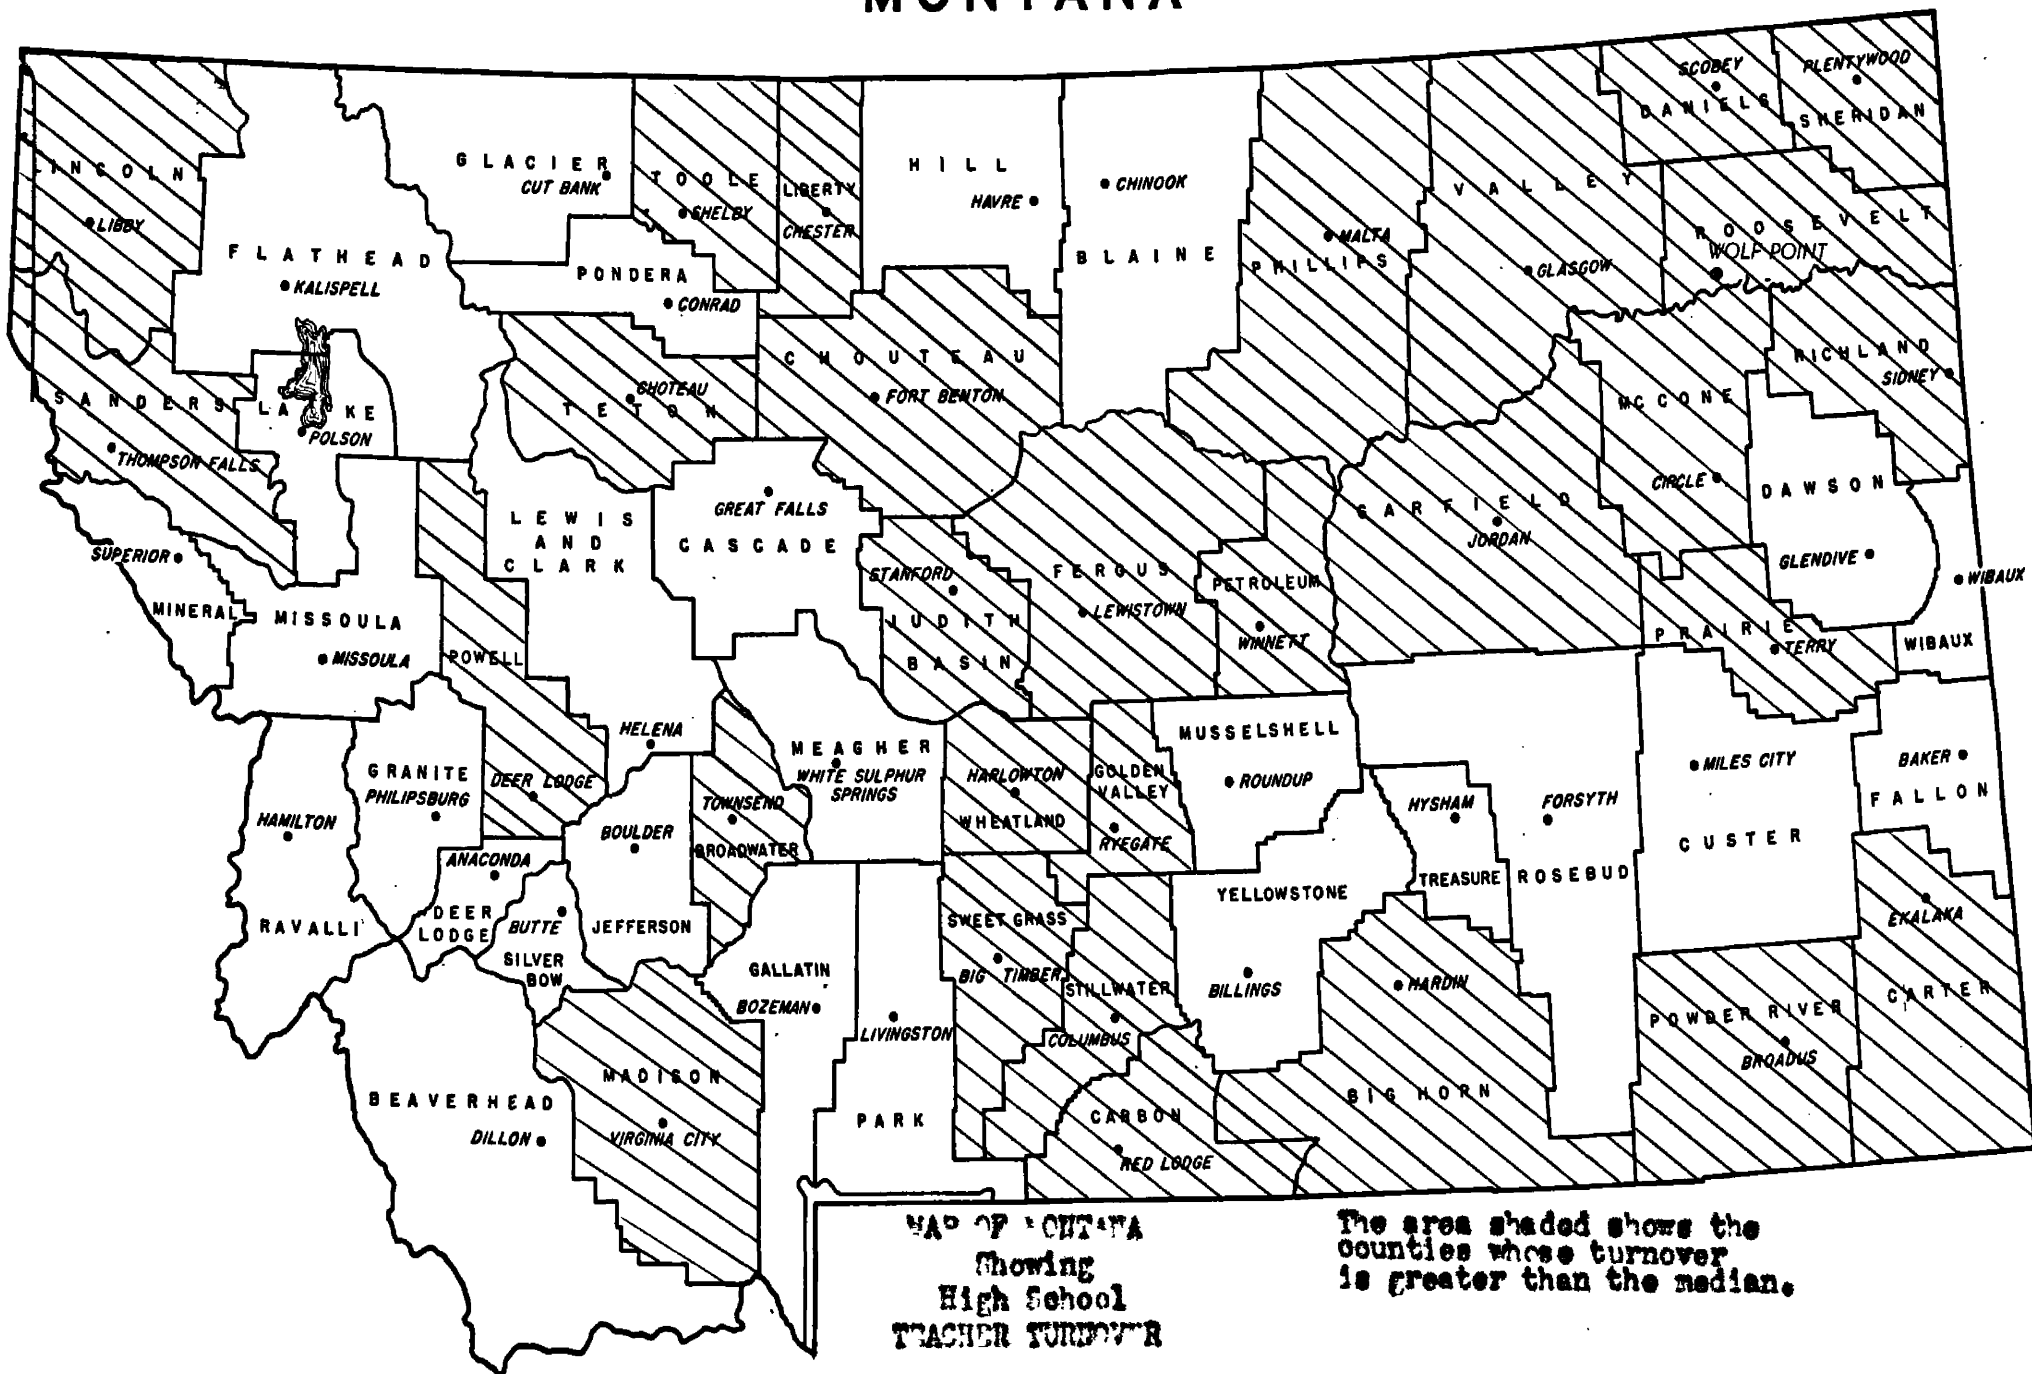 MONTANA
SCOBEY
DANIELS
PLENTYWOOD
SHERIDAN
LINCOLN
LIBBY
GLACIER
CUT BANK
TOOLE
SHELBY
LIBERTY
CHESTER
HILL
HAVRE
CHINOOK
BLAINE
MALTA
PHILLIPS
VALLEY
GLASGOW
ROOSEVELT
WOLF POINT
FLATHEAD
KALISPELL
PONDERA
CONRAD
CHOUTEAU
FORT BENTON
CHOTEAU
TETON
MCCONE
CIRCLE
RICHLAND
SIDNEY
SANDERS
THOMPSON FALLS
LAKE
POLSON
LEWIS
AND
CLARK
GREAT FALLS
CASCADE
GARFIELD
JORDAN
DAWSON
GLENDIVE
WIBAUX
WIBAUX
SUPERIOR
MINERAL
MISSOULA
MISSOULA
POWELL
STANFORD
JUDITH
BASIN
FERGUS
LEWISTOWN
PETROLEUM
WINNETT
PRAIRIE
TERRY
HELENA
MEAGHER
WHITE SULPHUR
SPRINGS
HARLOWTON
WHEATLAND
GOLDEN
VALLEY
RYEGATE
MUSSELSHELL
ROUNDUP
HYSHAM
TREASURE
FORSYTH
ROSEBUD
MILES CITY
CUSTER
BAKER
FALLON
GRANITE
PHILIPSBURG
DEER LODGE
HAMILTON
RAVALLI
ANACONDA
DEER
LODGE
BUTTE
SILVER
BOW
BOULDER
JEFFERSON
TOWNSEND
BROADWATER
GALLATIN
BOZEMAN
LIVINGSTON
PARK
SWEET GRASS
BIG TIMBER
STILLWATER
COLUMBUS
YELLOWSTONE
BILLINGS
HARDIN
BIG HORN
EKALAKA
CARTER
POWDER RIVER
BROADUS
BEAVERHEAD
DILLON
MADISON
VIRGINIA CITY
CARBON
RED LODGE
MAP OF MONTANA
Showing
High School
TEACHER TURNOVER
The area shaded shows the
counties whose turnover
is greater than the median.